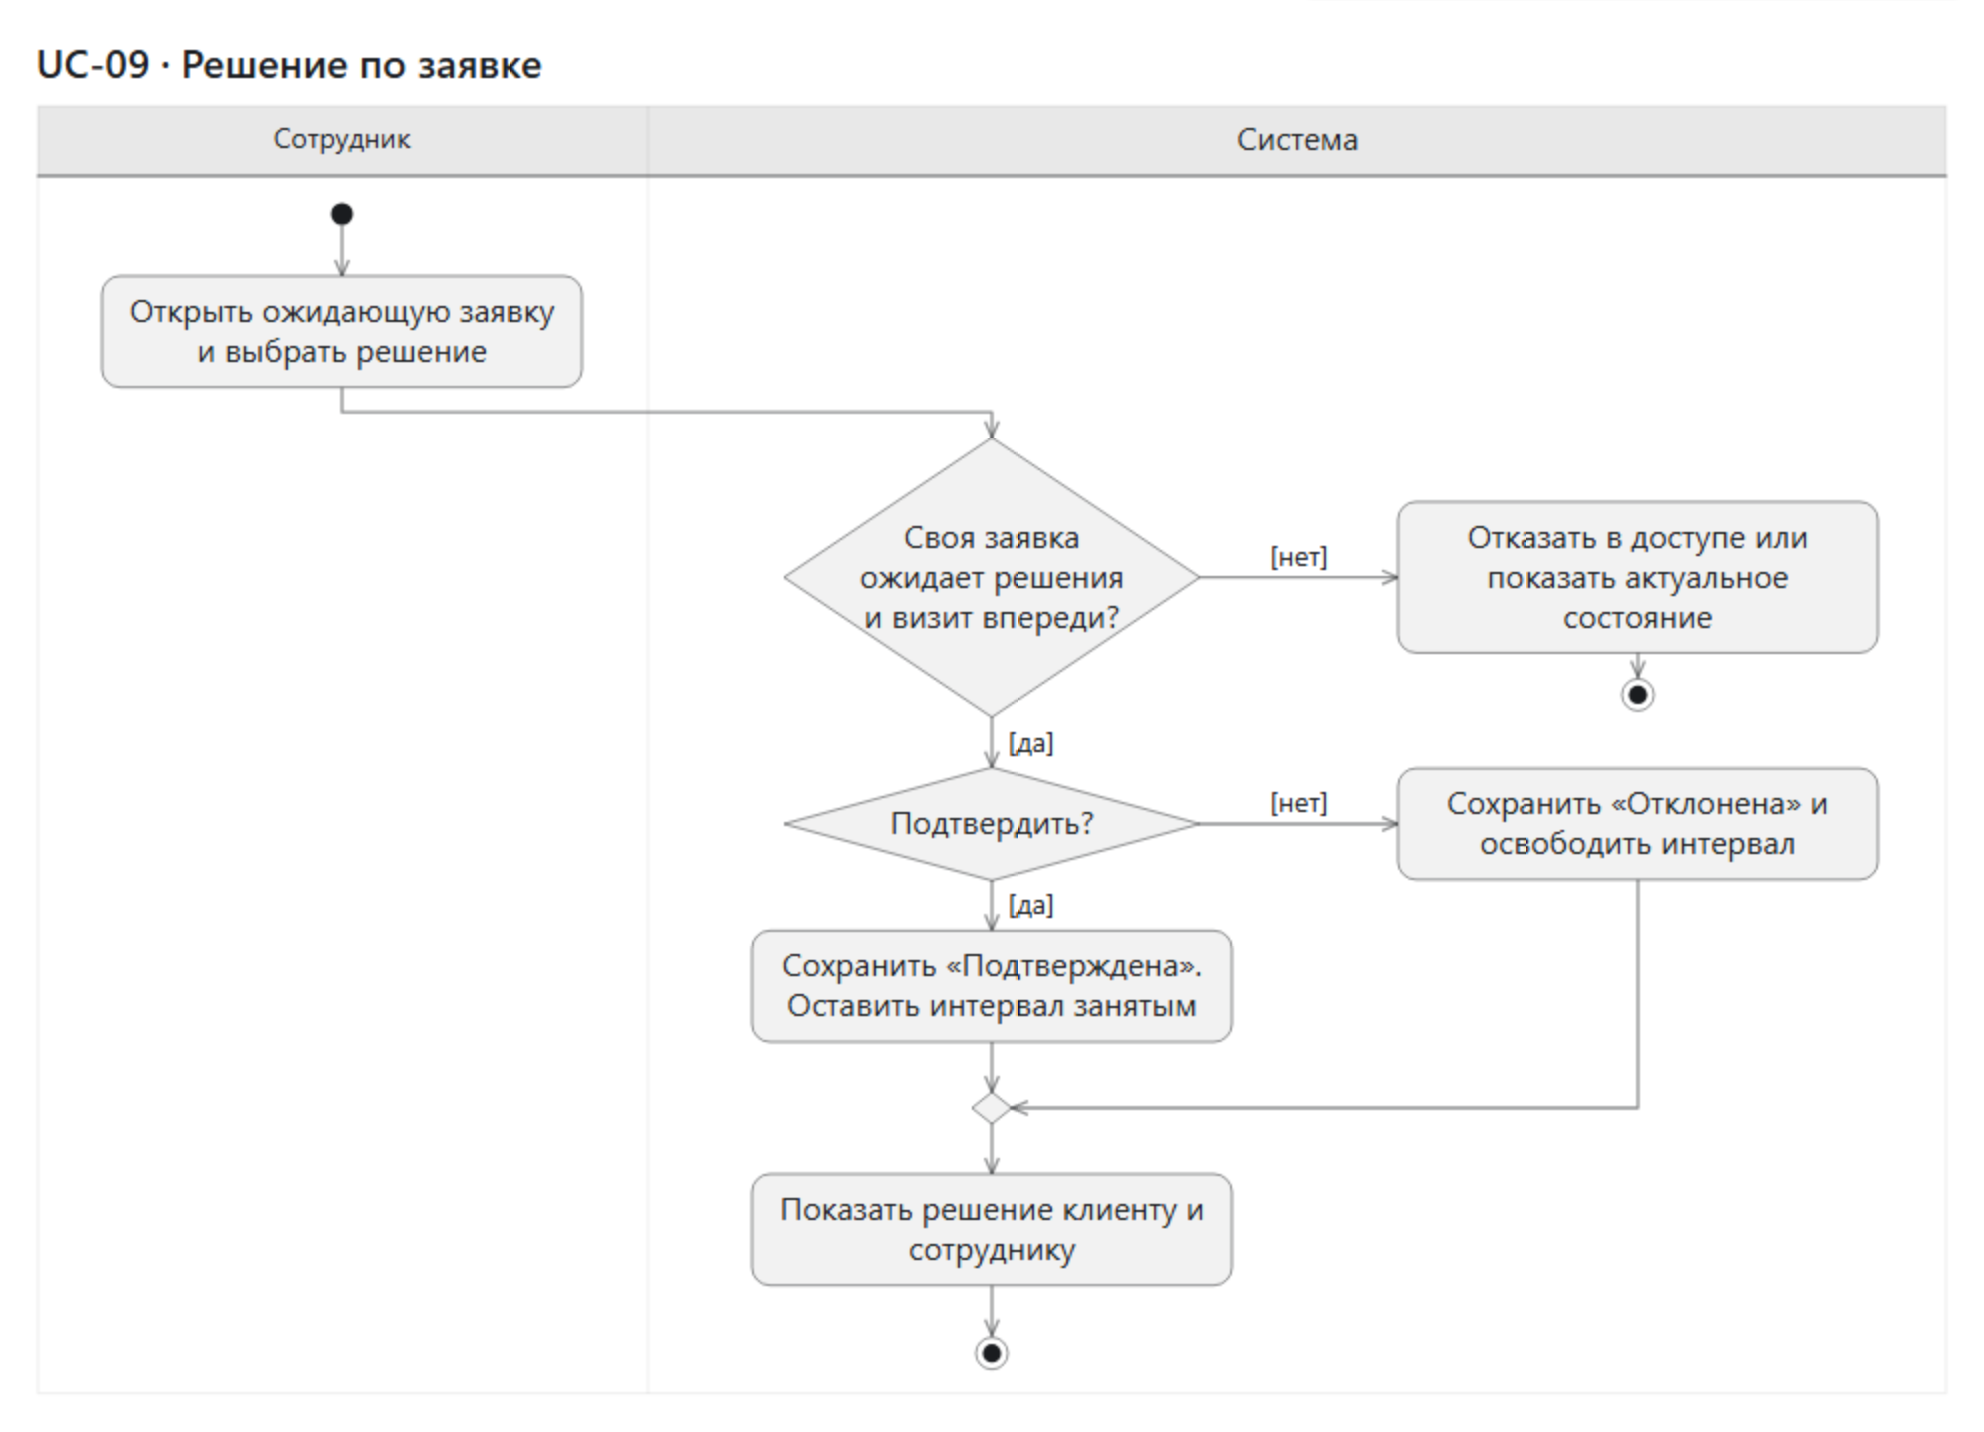 UC-09 · Решение по заявке
Сотрудник
Система
Открыть ожидающую заявку
и выбрать решение
Своя заявка
ожидает решения
и визит впереди?
[нет]
Отказать в доступе или
показать актуальное
состояние
[да]
Подтвердить?
[нет]
Сохранить «Отклонена» и
освободить интервал
[да]
Сохранить «Подтверждена».
Оставить интервал занятым
Показать решение клиенту и
сотруднику